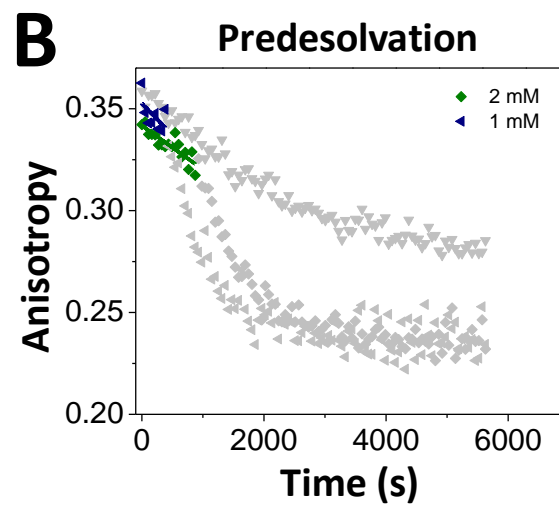 B
Predesolvation
2 mM
1 mM
0.35
0.30
0.25
0.20
Anisotropy
0
2000
4000
6000
Time (s)